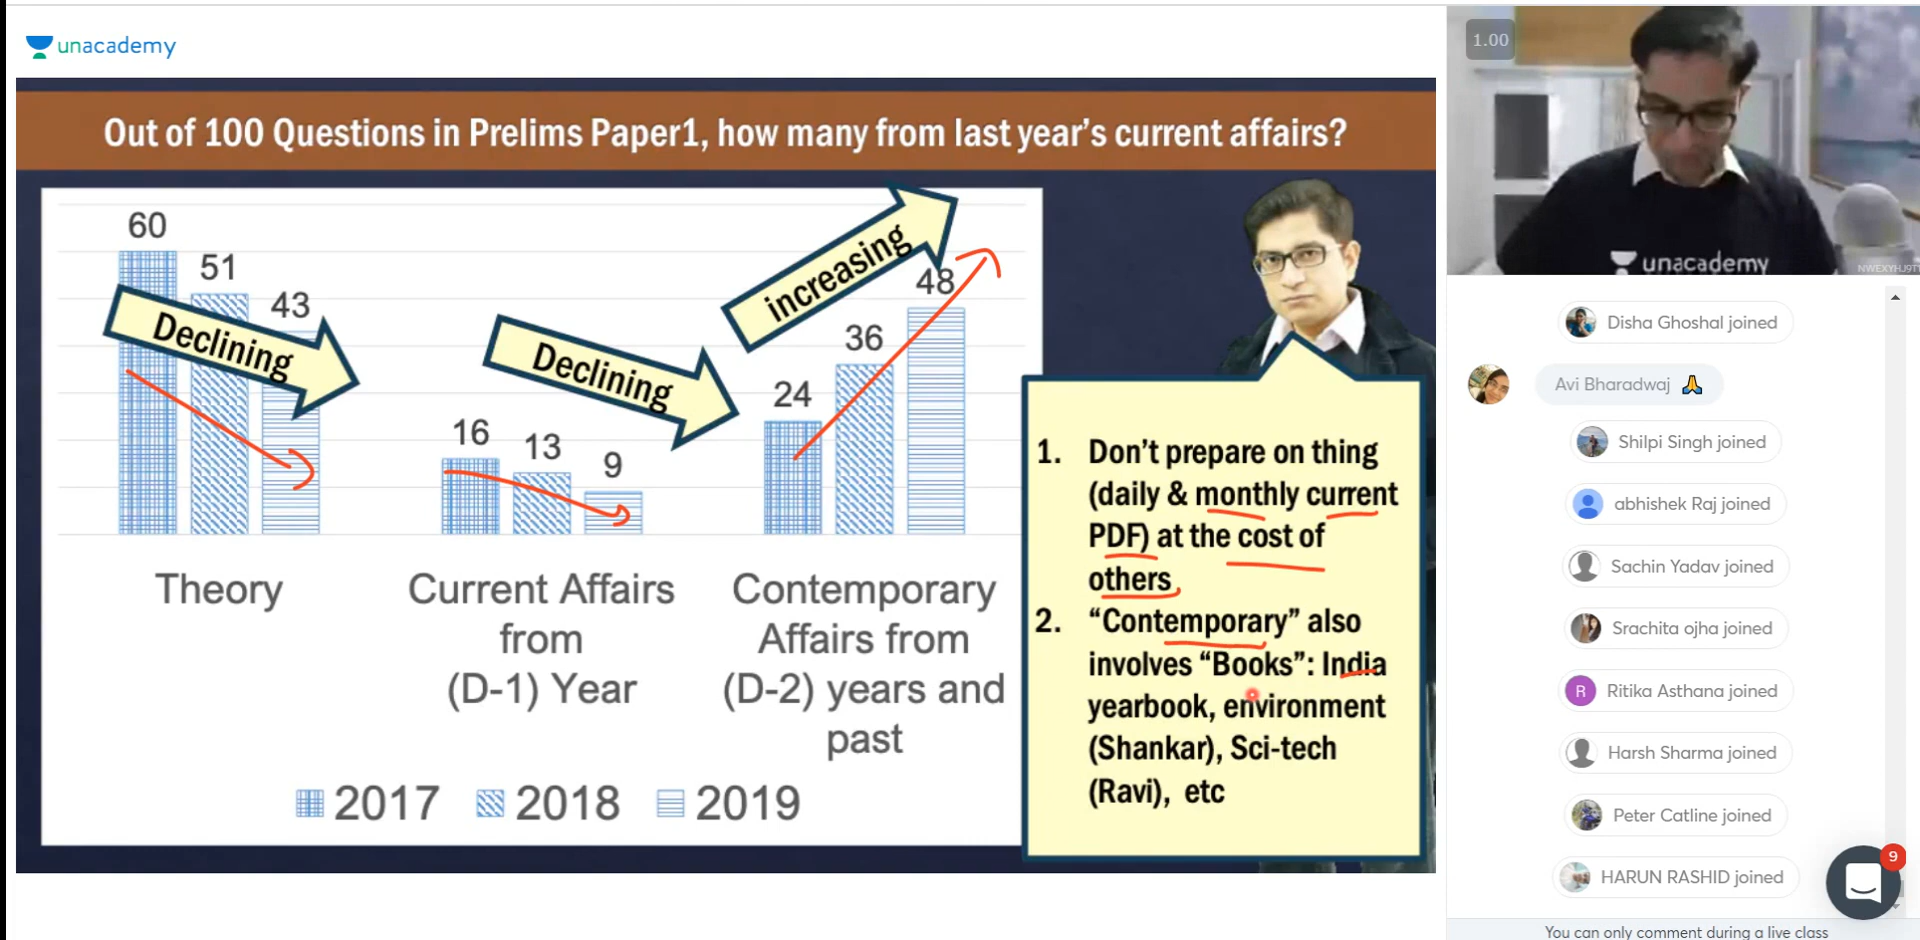 unacademy
Out of 100 Questions in Prelims Paper1, how many from last year's current affairs?
60
51
43
Declining
16
13
9
Declining
24
36
48
increasing
Theory
Current Affairs
from
(D-1) Year
Contemporary
Affairs from
(D-2) years and
past
2017 2018 2019
1. Don't prepare on thing
(daily & monthly current
PDF) at the cost of
others.
2. "Contemporary" also
involves "Books": India
yearbook, environment
(Shankar), Sci-tech
(Ravi), etc
1.00
unacademy
NWEXYHJ9T
Disha Ghoshal joined
Avi Bharadwaj 🙏
Shilpi Singh joined
abhishek Raj joined
Sachin Yadav joined
Srachita ojha joined
R Ritika Asthana joined
Harsh Sharma joined
Peter Catline joined
HARUN RASHID joined
9
You can only comment during a live class